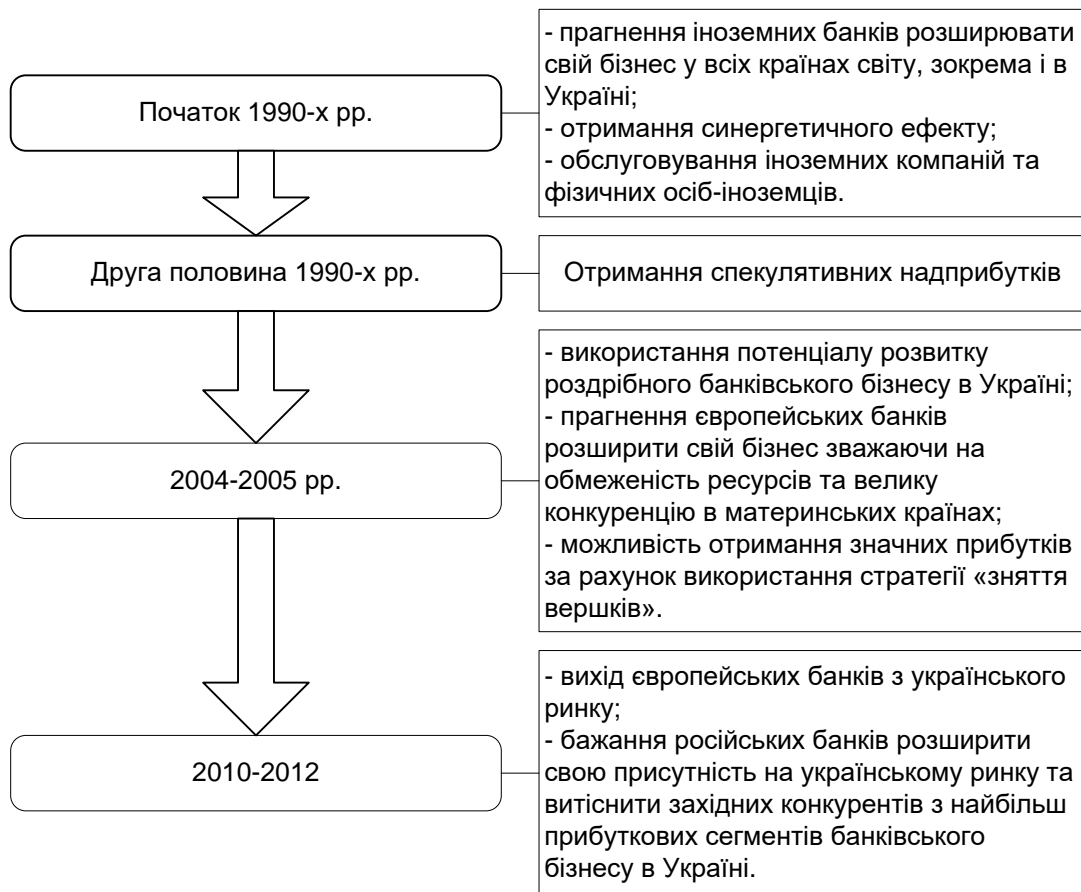 Початок 1990-х рр.
- прагнення іноземних банків розширювати
свій бізнес у всіх країнах світу, зокрема і в
Україні;
- отримання синергетичного ефекту;
- обслуговування іноземних компаній та
фізичних осіб-іноземців.
Друга половина 1990-х рр.
Отримання спекулятивних надприбутків
2004-2005 рр.
- використання потенціалу розвитку
роздрібного банківського бізнесу в Україні;
- прагнення європейських банків
розширити свій бізнес зважаючи на
обмеженість ресурсів та велику
конкуренцію в материнських країнах;
- можливість отримання значних прибутків
за рахунок використання стратегії «зняття
вершків».
2010-2012
- вихід європейських банків з українського
ринку;
- бажання російських банків розширити
свою присутність на українському ринку та
витіснити західних конкурентів з найбільш
прибуткових сегментів банківського
бізнесу в Україні.